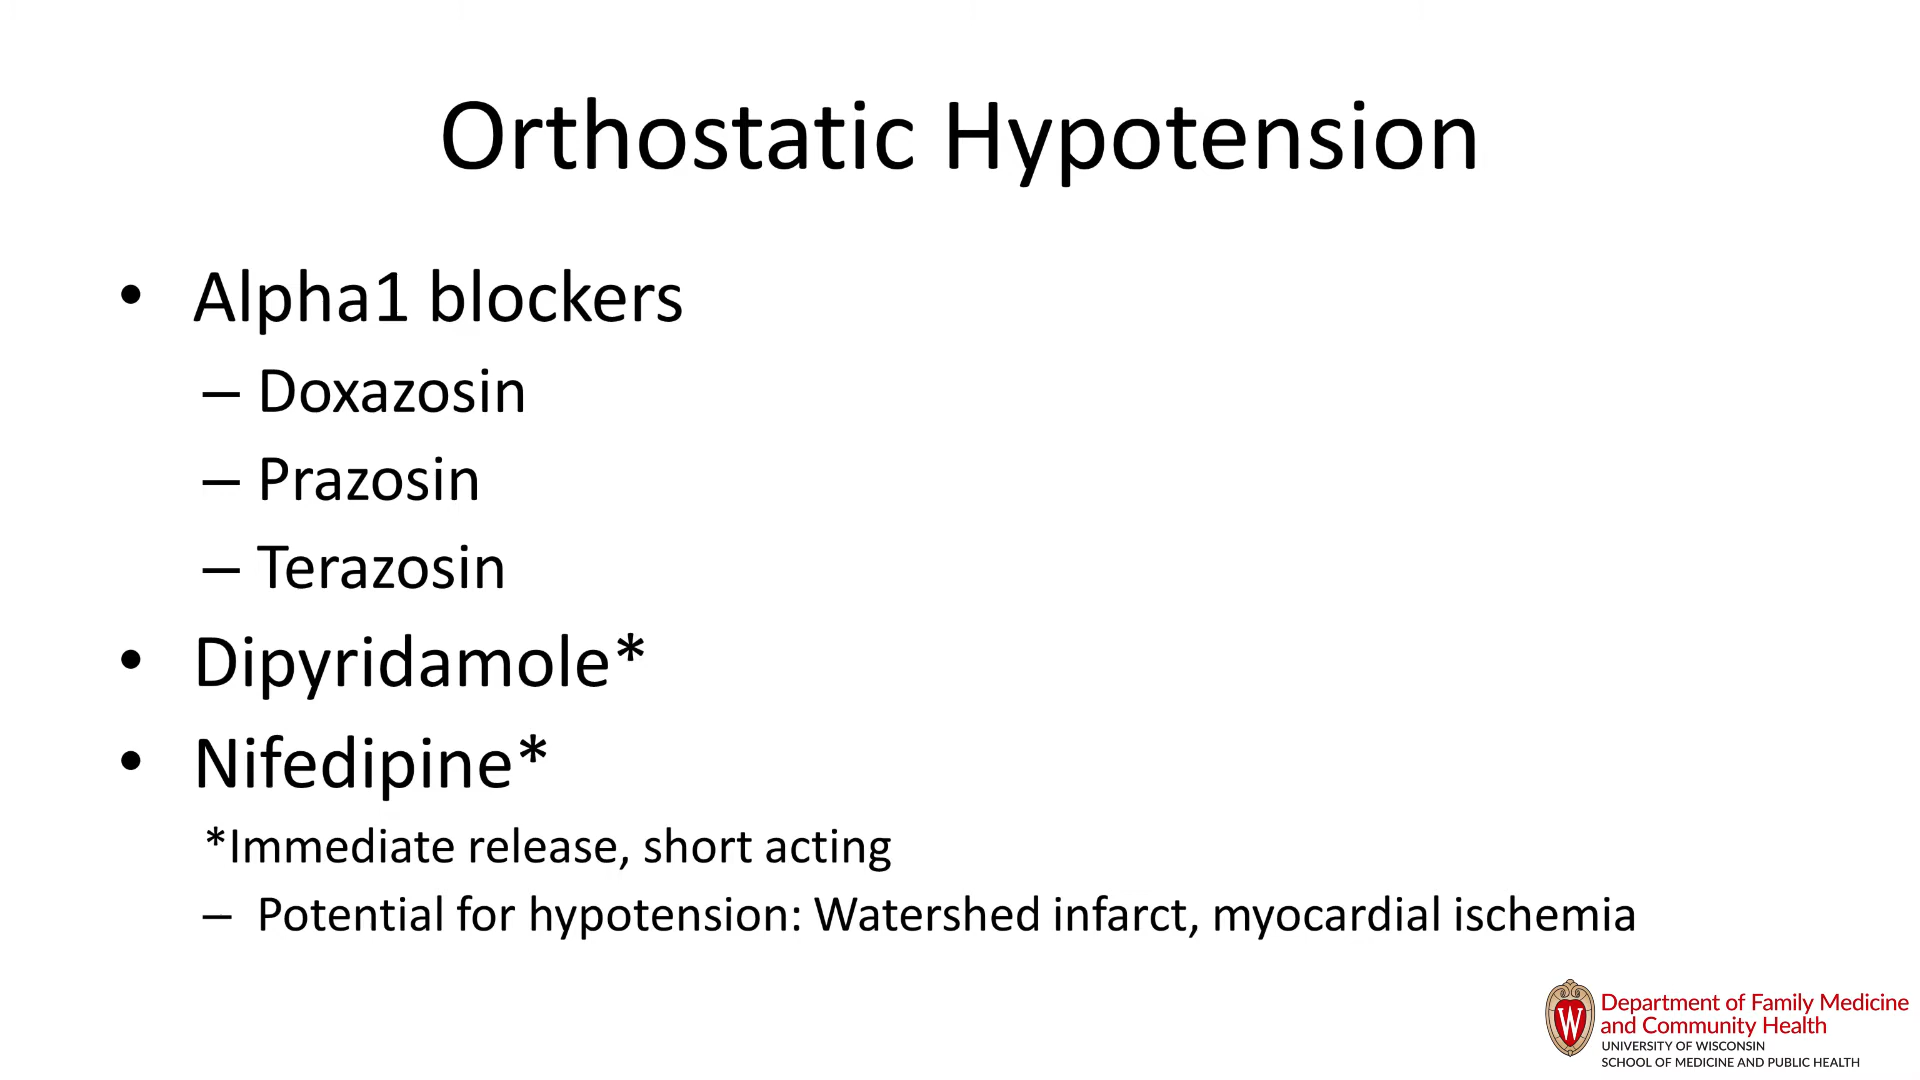 Orthostatic Hypotension
• Alpha1 blockers
– Doxazosin
– Prazosin
– Terazosin
• Dipyridamole*
• Nifedipine*
*Immediate release, short acting
– Potential for hypotension: Watershed infarct, myocardial ischemia
W
Department of Family Medicine
and Community Health
UNIVERSITY OF WISCONSIN
SCHOOL OF MEDICINE AND PUBLIC HEALTH